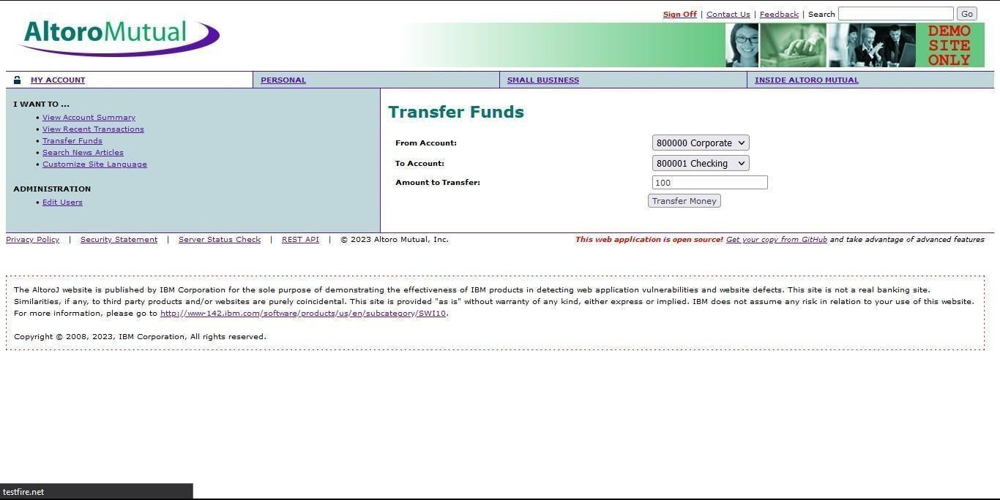 Sign Off | Contact Us | Feedback | Search Go
AltoroMutual
DEMO
SITE
ONLY
MY ACCOUNT PERSONAL SMALL BUSINESS INSIDE ALTORO MUTUAL
I WANT TO ...
• View Account Summary
• View Recent Transactions
• Transfer Funds
• Search News Articles
• Customize Site Language
ADMINISTRATION
• Edit Users
Transfer Funds
From Account: 800000 Corporate
To Account: 800001 Checking
Amount to Transfer: 100
Transfer Money
Privacy Policy | Security Statement | Server Status Check | REST API | © 2023 Altoro Mutual, Inc. This web application is open source! Get your copy from GitHub and take advantage of advanced features
The AltoroJ website is published by IBM Corporation for the sole purpose of demonstrating the effectiveness of IBM products in detecting web application vulnerabilities and website defects. This site is not a real banking site.
Similarities, if any, to third party products and/or websites are purely coincidental. This site is provided "as is" without warranty of any kind, either express or implied. IBM does not assume any risk in relation to your use of this website.
For more information, please go to http://www-142.ibm.com/software/products/us/en/subcategory/SWI10.
Copyright © 2008, 2023, IBM Corporation, All rights reserved.
testfire.net